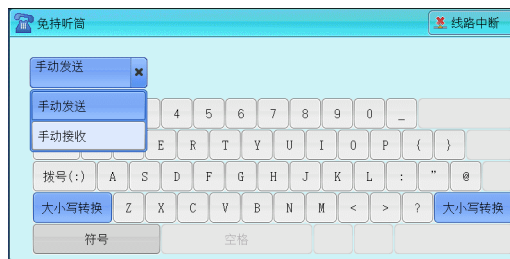 免持听筒 线路中断
手动发送
手动发送
手动接收
4 5 6 7 8 9 0 _
E R T Y U I O P { }
拨号(:) A S D F G H J K L : " @
大小写转换 Z X C V B N M < > ? 大小写转换
符号 空格